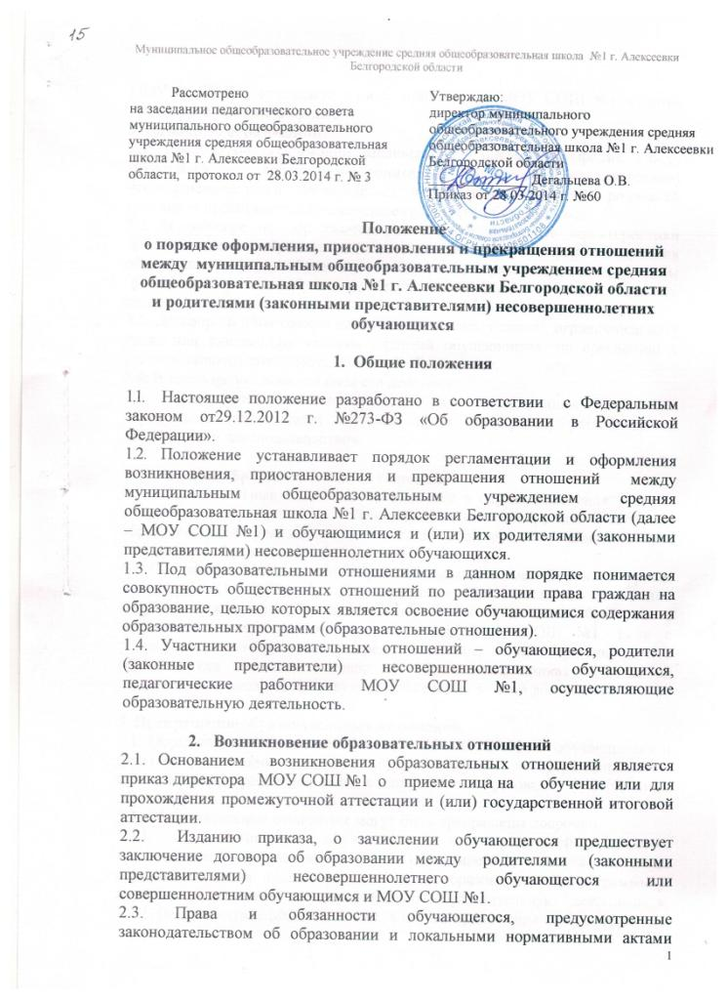 15
Муниципальное общеобразовательное учреждение средняя общеобразовательная школа №1 г. Алексеевки
Белгородской области
Рассмотрено
на заседании педагогического совета
муниципального общеобразовательного
учреждения средняя общеобразовательная
школа №1 г. Алексеевки Белгородской
области, протокол от 28.03.2014 г. № 3
Утверждаю:
директор муниципального
общеобразовательного учреждения средняя
общеобразовательная школа №1 г. Алексеевки
Белгородской области
Дегальцева О.В.
Приказ от 28.03.2014 г. №60
Положение
о порядке оформления, приостановления и прекращения отношений
между муниципальным общеобразовательным учреждением средняя
общеобразовательная школа №1 г. Алексеевки Белгородской области
и родителями (законными представителями) несовершеннолетних
обучающихся
1. Общие положения
1.1. Настоящее положение разработано в соответствии с Федеральным
законом от29.12.2012 г. №273-ФЗ «Об образовании в Российской
Федерации».
1.2. Положение устанавливает порядок регламентации и оформления
возникновения, приостановления и прекращения отношений между
муниципальным общеобразовательным учреждением средняя
общеобразовательная школа №1 г. Алексеевки Белгородской области (далее
– МОУ СОШ №1) и обучающимися и (или) их родителями (законными
представителями) несовершеннолетних обучающихся.
1.3. Под образовательными отношениями в данном порядке понимается
совокупность общественных отношений по реализации права граждан на
образование, целью которых является освоение обучающимися содержания
образовательных программ (образовательные отношения).
1.4. Участники образовательных отношений – обучающиеся, родители
(законные представители) несовершеннолетних обучающихся,
педагогические работники МОУ СОШ №1, осуществляющие
образовательную деятельность.
2. Возникновение образовательных отношений
2.1. Основанием возникновения образовательных отношений является
приказ директора МОУ СОШ №1 о приеме лица на обучение или для
прохождения промежуточной аттестации и (или) государственной итоговой
аттестации.
2.2. Изданию приказа, о зачислении обучающегося предшествует
заключение договора об образовании между родителями (законными
представителями) несовершеннолетнего обучающегося или
совершеннолетним обучающимся и МОУ СОШ №1.
2.3. Права и обязанности обучающегося, предусмотренные
законодательством об образовании и локальными нормативными актами
1